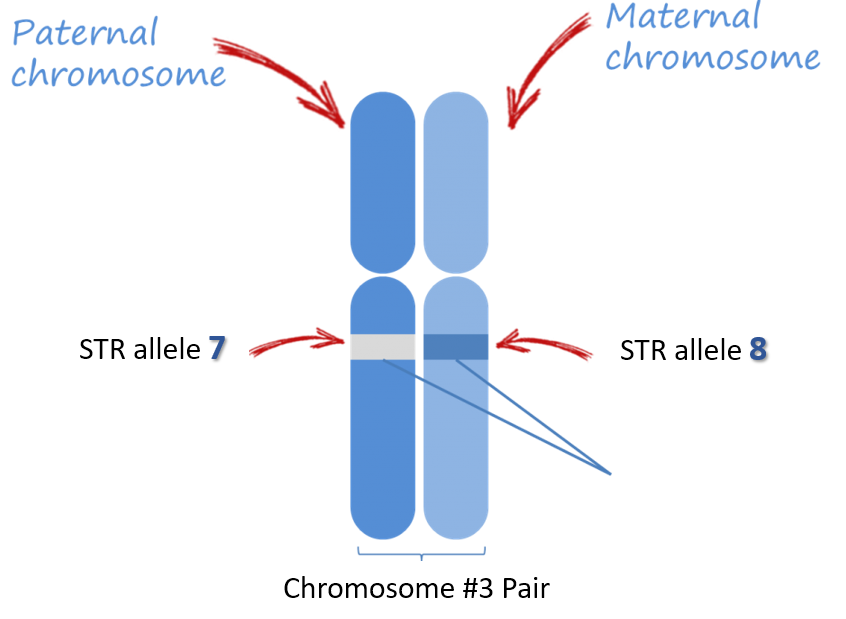 Paternal
chromosome
Maternal
chromosome
STR allele 7
STR allele 8
Chromosome #3 Pair